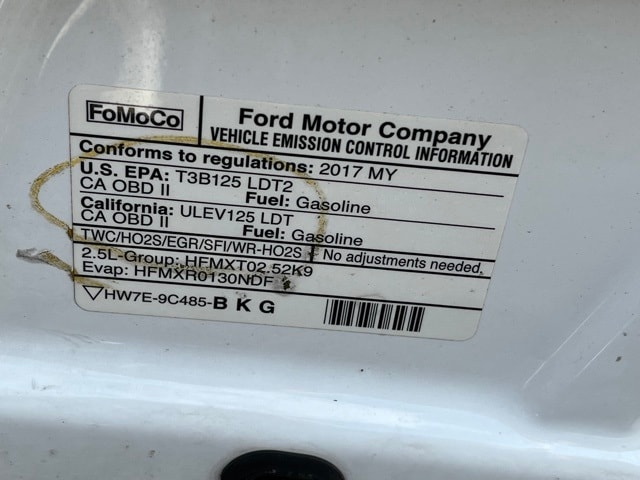 FoMoCo
Ford Motor Company
VEHICLE EMISSION CONTROL INFORMATION
Conforms to regulations: 2017 MY
U.S. EPA: T3B125 LDT2
CA OBD II Fuel: Gasoline
California: ULEV125 LDT
CA OBD II Fuel: Gasoline
TWC/HO2S/EGR/SFI/WR-HO2S No adjustments needed.
2.5L-Group: HFMXT02.52K9
Evap: HFMXR0130NDF
HW7E-9C485-B K G